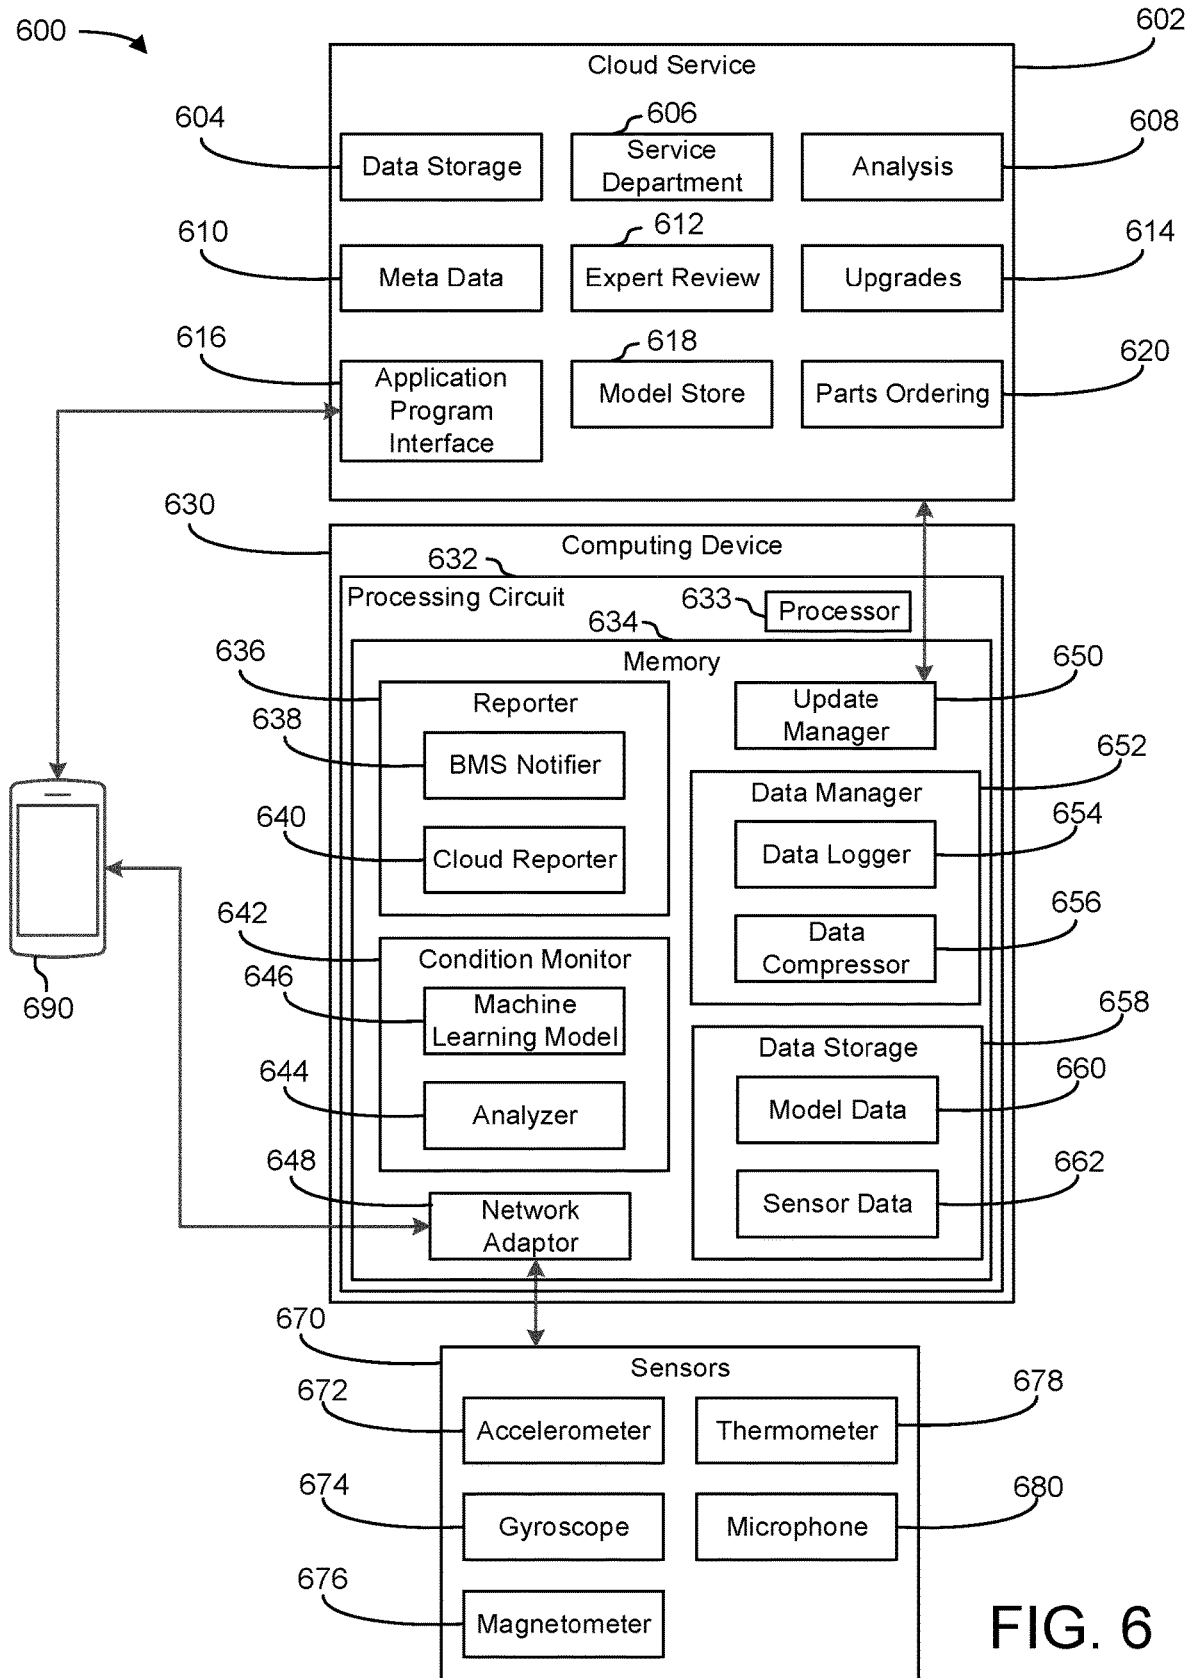 600
602
Cloud Service
604
606
608
Data Storage
Service
Department
Analysis
610
612
614
Meta Data
Expert Review
Upgrades
616
618
620
Application
Program
Interface
Model Store
Parts Ordering
630
Computing Device
632
Processing Circuit
633
Processor
634
Memory
636
Reporter
638
BMS Notifier
640
Cloud Reporter
650
Update
Manager
652
Data Manager
654
Data Logger
656
Data
Compressor
642
Condition Monitor
646
Machine
Learning Model
644
Analyzer
648
Network
Adaptor
658
Data Storage
660
Model Data
662
Sensor Data
690
670
Sensors
672
Accelerometer
678
Thermometer
674
Gyroscope
680
Microphone
676
Magnetometer
FIG. 6